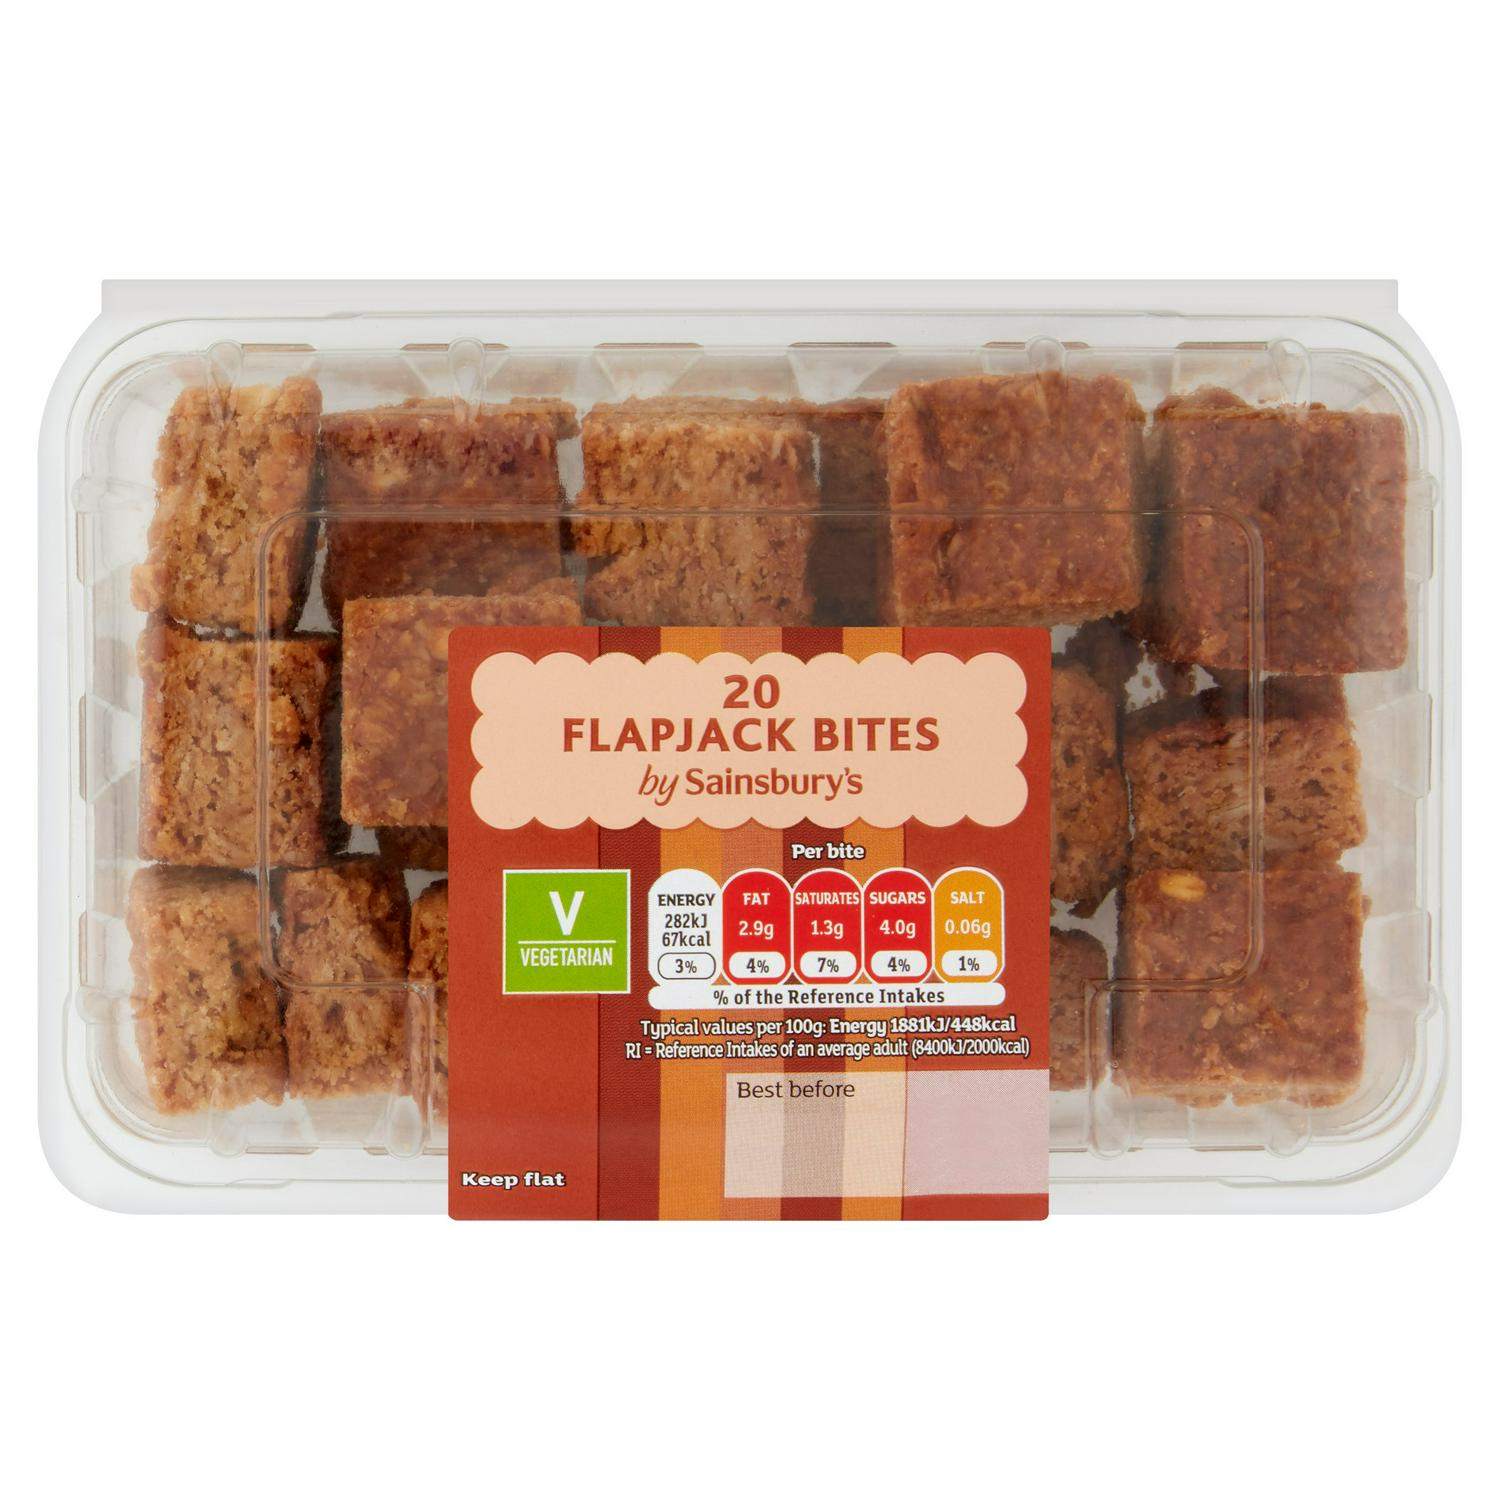 20
FLAPJACK BITES
by Sainsbury's
Per bite
V
VEGETARIAN
ENERGY
282kJ
67kcal
3%
FAT
2.9g
4%
SATURATES
1.3g
7%
SUGARS
4.0g
4%
SALT
0.06g
1%
% of the Reference Intakes
Typical values per 100g: Energy 1881kJ/448kcal
RI = Reference Intakes of an average adult (8400kJ/2000kcal)
Best before
Keep flat